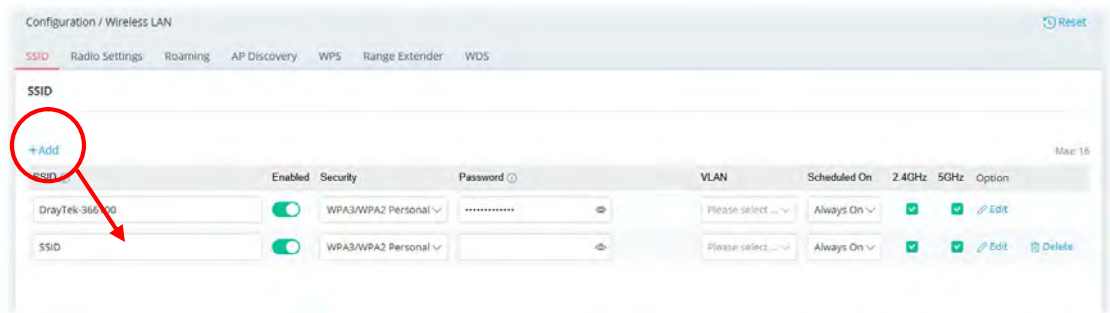 Configuration / Wireless LAN
Reset
SSID Radio Settings Roaming AP Discovery WPS Range Extender WDS
SSID
+Add
Max: 16
SSID Enabled Security Password VLAN Scheduled On 2.4GHz 5GHz Option
DrayTek-366100 WPA3/WPA2 Personal •••••••••••• Please select ... Always On Edit
SSID WPA3/WPA2 Personal Please select ... Always On Edit Delete